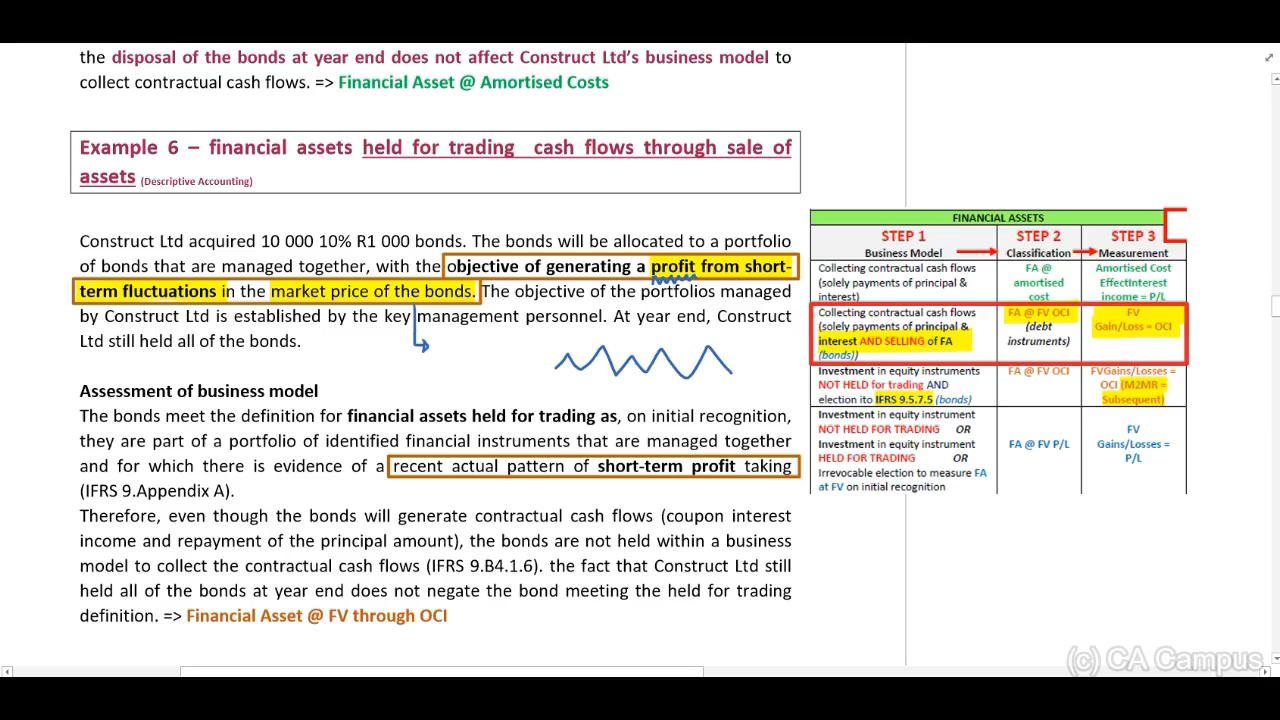 the disposal of the bonds at year end does not affect Construct Ltd's business model to
collect contractual cash flows. => Financial Asset @ Amortised Costs
Example 6 – financial assets held for trading cash flows through sale of
assets (Descriptive Accounting)
Construct Ltd acquired 10 000 10% R1 000 bonds. The bonds will be allocated to a portfolio
of bonds that are managed together, with the objective of generating a profit from short-
term fluctuations in the market price of the bonds. The objective of the portfolios managed
by Construct Ltd is established by the key management personnel. At year end, Construct
Ltd still held all of the bonds.
Assessment of business model
The bonds meet the definition for financial assets held for trading as, on initial recognition,
they are part of a portfolio of identified financial instruments that are managed together
and for which there is evidence of a recent actual pattern of short-term profit taking
(IFRS 9.Appendix A).
Therefore, even though the bonds will generate contractual cash flows (coupon interest
income and repayment of the principal amount), the bonds are not held within a business
model to collect the contractual cash flows (IFRS 9.B4.1.6). the fact that Construct Ltd still
held all of the bonds at year end does not negate the bond meeting the held for trading
definition. => Financial Asset @ FV through OCI
FINANCIAL ASSETS
STEP 1 STEP 2 STEP 3
Business Model Classification Measurement
Collecting contractual cash flows FA @ Amortised Cost
(solely payments of principal & amortised EffectInterest
interest) cost income = P/L
Collecting contractual cash flows FA @ FV OCI FV
(solely payments of principal & (debt Gain/Loss = OCI
interest AND SELLING of FA instruments)
(bonds))
Investment in equity instruments FA @ FV OCI FVGains/Losses =
NOT HELD for trading AND OCI (M2MR =
election ito IFRS 9.5.7.5 (bonds) Subsequent)
Investment in equity instrument
NOT HELD FOR TRADING OR FV
Investment in equity instrument FA @ FV P/L Gains/Losses =
HELD FOR TRADING OR P/L
Irrevocable election to measure FA
at FV on initial recognition
(c) CA Campus